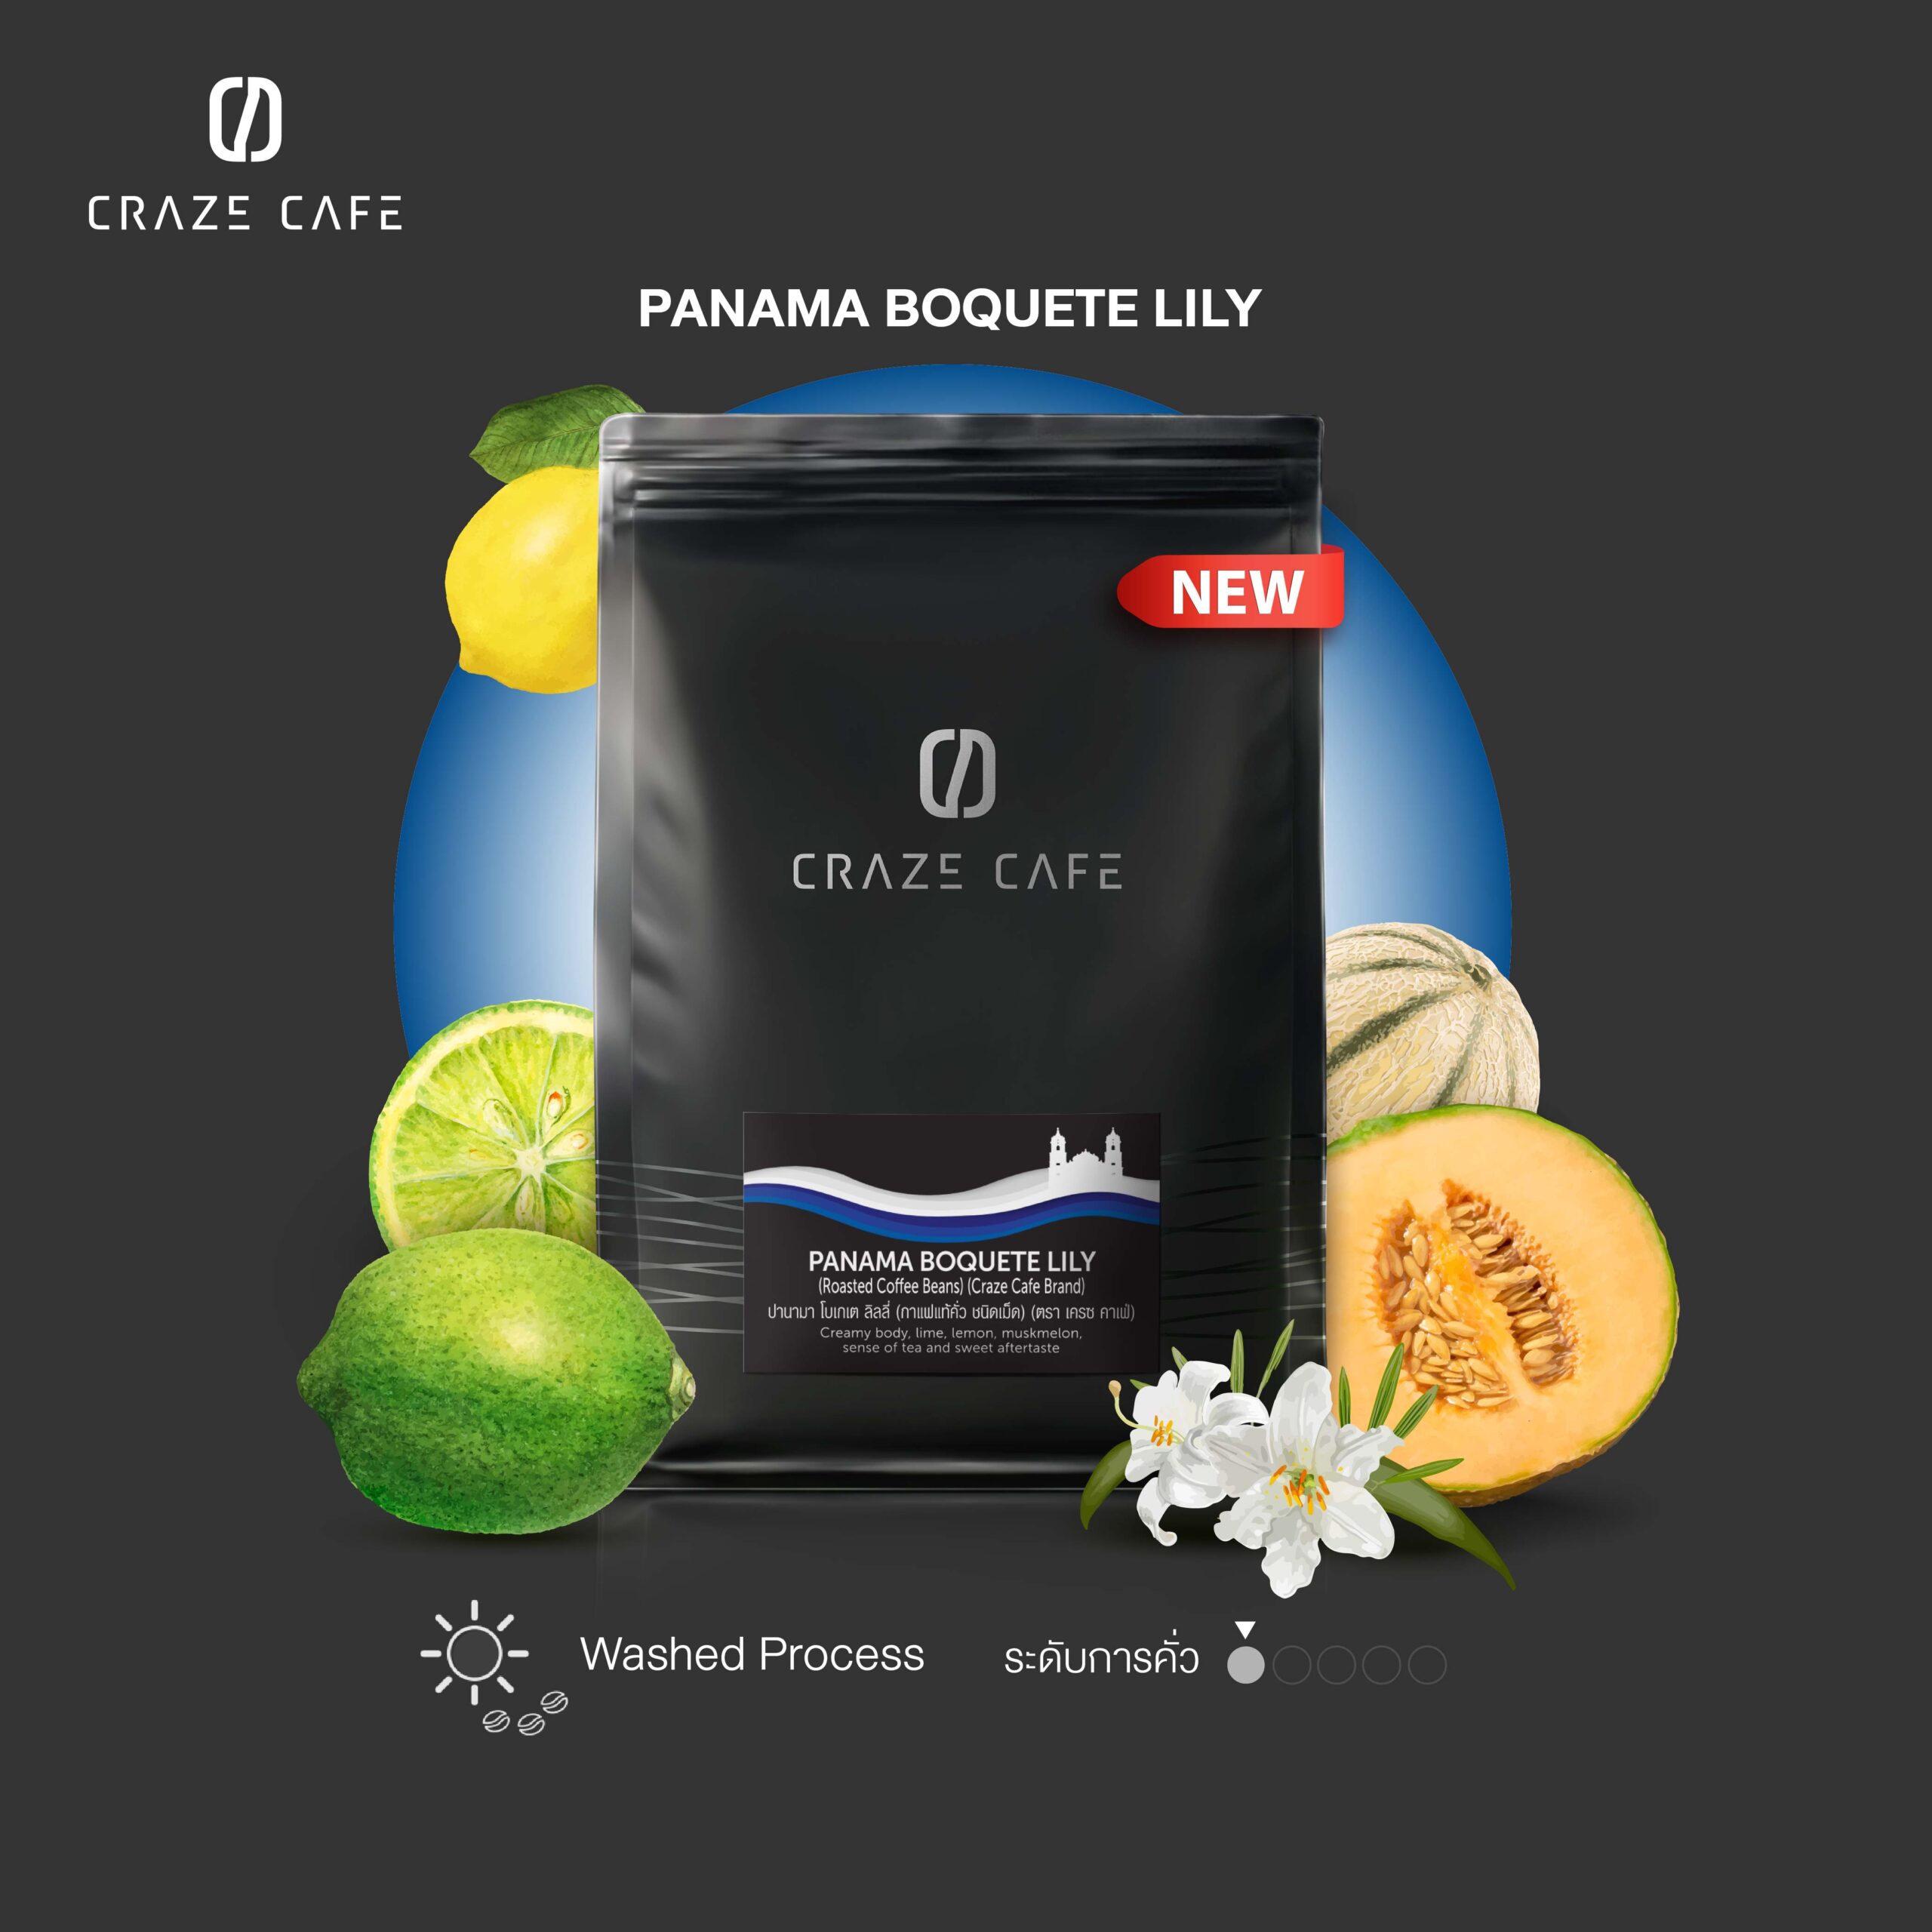 CRAZE CAFE
PANAMA BOQUETE LILY
NEW
CRAZE CAFE
PANAMA BOQUETE LILY
(Roasted Coffee Beans) (Craze Cafe Brand)
ปานามา โบเกเต ลิลลี่ (กาแฟแท้คั่ว ชนิดเม็ด) (ตรา เครซ คาเฟ่)
Creamy body, lime, lemon, muskmelon,
sense of tea and sweet aftertaste
Washed Process
ระดับการคั่ว